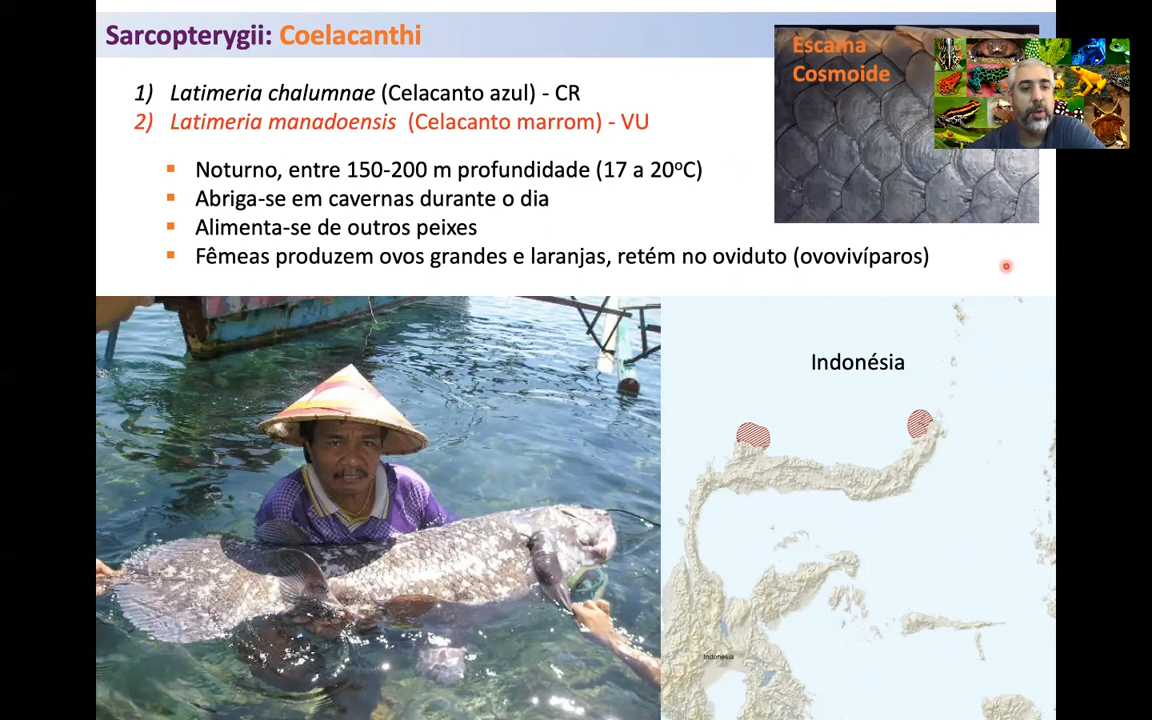 Sarcopterygii: Coelacanthi
Escama
Cosmoide
1) Latimeria chalumnae (Celacanto azul) - CR
2) Latimeria manadoensis (Celacanto marrom) - VU
▪ Noturno, entre 150-200 m profundidade (17 a 20ºC)
▪ Abriga-se em cavernas durante o dia
▪ Alimenta-se de outros peixes
▪ Fêmeas produzem ovos grandes e laranjas, retém no oviduto (ovovivíparos)
Indonésia
Indonesia